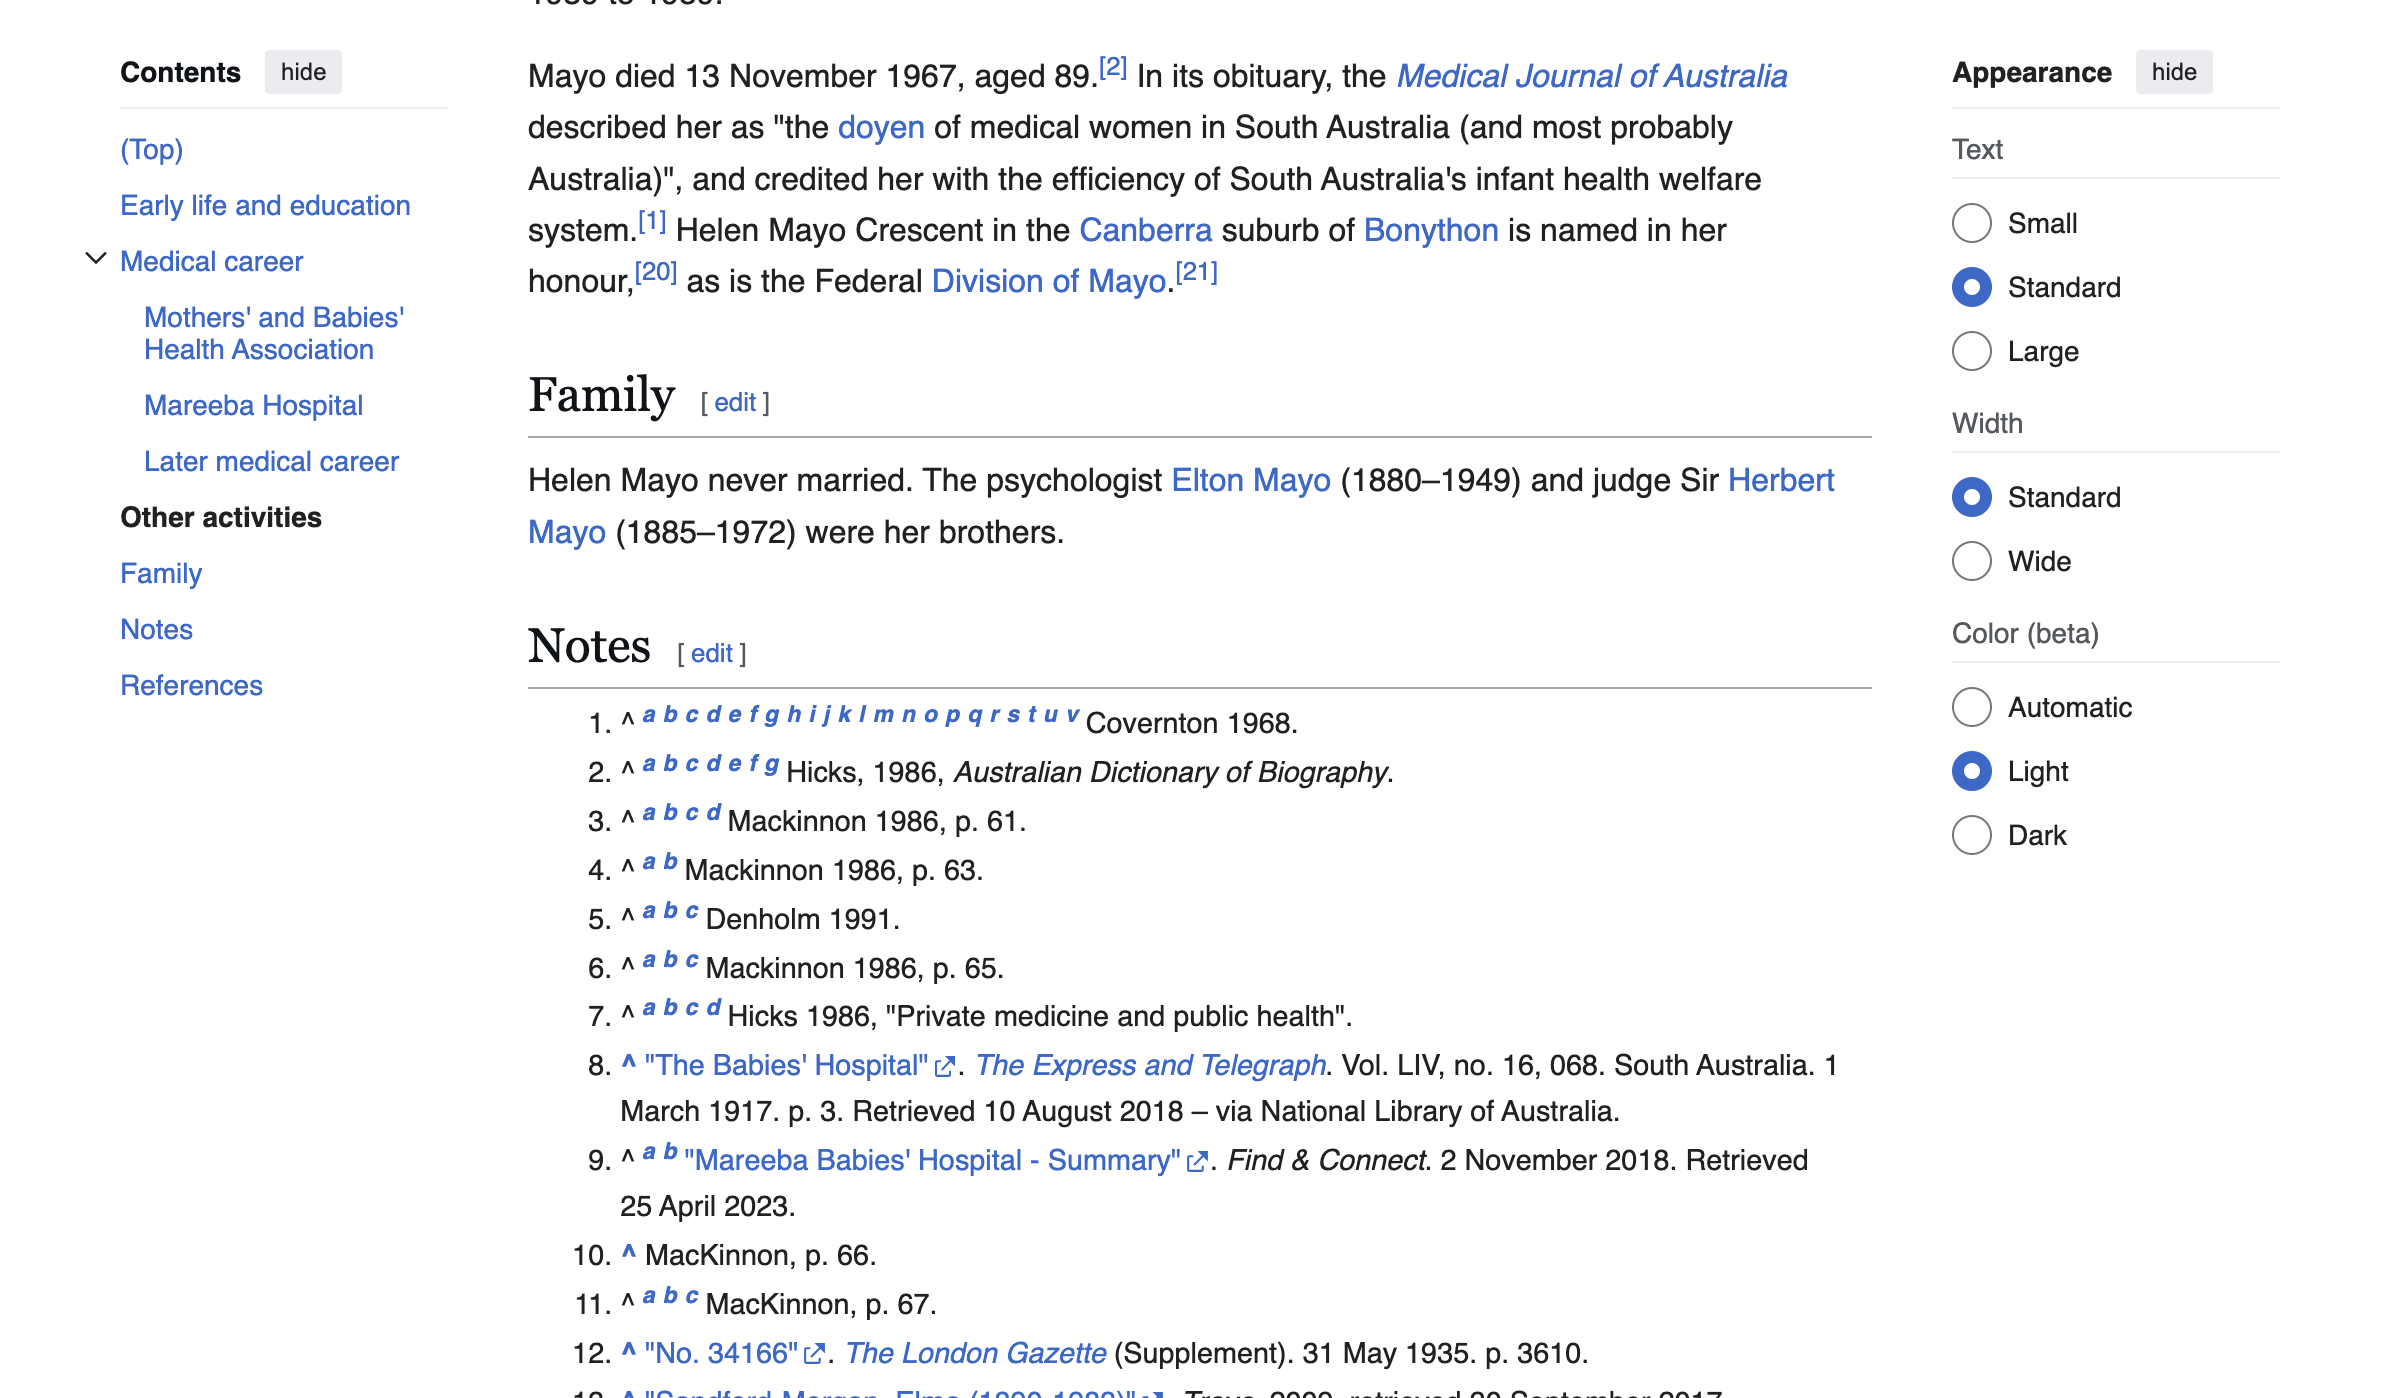 Contents hide
(Top)
Early life and education
Medical career
Mothers' and Babies'
Health Association
Mareeba Hospital
Later medical career
Other activities
Family
Notes
References
Mayo died 13 November 1967, aged 89.[2] In its obituary, the Medical Journal of Australia
described her as "the doyen of medical women in South Australia (and most probably
Australia)", and credited her with the efficiency of South Australia's infant health welfare
system.[1] Helen Mayo Crescent in the Canberra suburb of Bonython is named in her
honour,[20] as is the Federal Division of Mayo.[21]
Family [ edit ]
Helen Mayo never married. The psychologist Elton Mayo (1880–1949) and judge Sir Herbert
Mayo (1885–1972) were her brothers.
Notes [ edit ]
1. ^ a b c d e f g h i j k l m n o p q r s t u v Covernton 1968.
2. ^ a b c d e f g Hicks, 1986, Australian Dictionary of Biography.
3. ^ a b c d Mackinnon 1986, p. 61.
4. ^ a b Mackinnon 1986, p. 63.
5. ^ a b c Denholm 1991.
6. ^ a b c Mackinnon 1986, p. 65.
7. ^ a b c d Hicks 1986, "Private medicine and public health".
8. ^ "The Babies' Hospital". The Express and Telegraph. Vol. LIV, no. 16, 068. South Australia. 1
March 1917. p. 3. Retrieved 10 August 2018 – via National Library of Australia.
9. ^ a b "Mareeba Babies' Hospital - Summary". Find & Connect. 2 November 2018. Retrieved
25 April 2023.
10. ^ MacKinnon, p. 66.
11. ^ a b c MacKinnon, p. 67.
12. ^ "No. 34166". The London Gazette (Supplement). 31 May 1935. p. 3610.
Appearance hide
Text
Small
Standard
Large
Width
Standard
Wide
Color (beta)
Automatic
Light
Dark